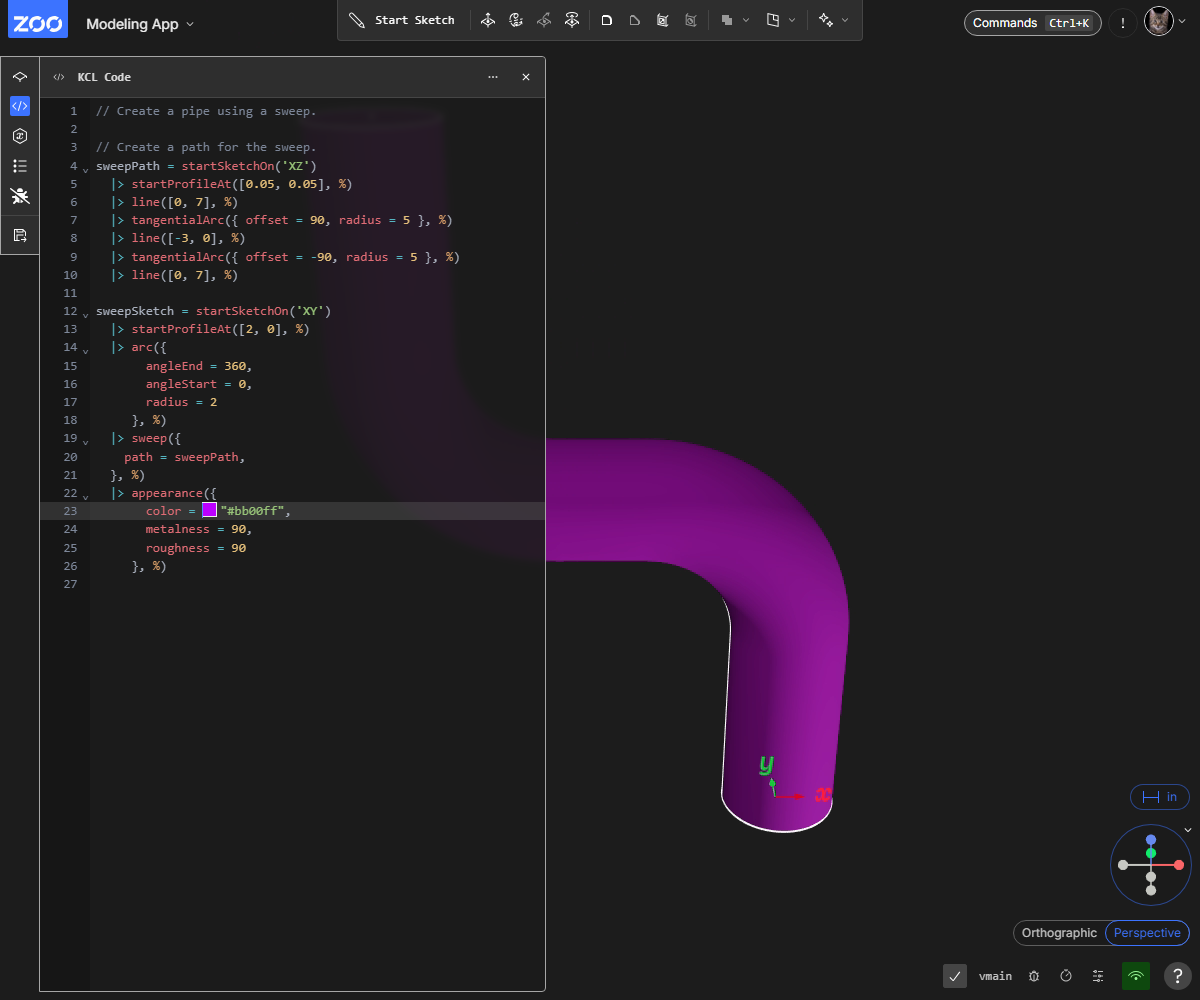 ZOO
Modeling App
Start Sketch
Commands Ctrl+K
!
KCL Code
1 // Create a pipe using a sweep.
2
3 // Create a path for the sweep.
4 sweepPath = startSketchOn('XZ')
5 |> startProfileAt([0.05, 0.05], %)
6 |> line([0, 7], %)
7 |> tangentialArc({ offset = 90, radius = 5 }, %)
8 |> line([-3, 0], %)
9 |> tangentialArc({ offset = -90, radius = 5 }, %)
10 |> line([0, 7], %)
11
12 sweepSketch = startSketchOn('XY')
13 |> startProfileAt([2, 0], %)
14 |> arc({
15 angleEnd = 360,
16 angleStart = 0,
17 radius = 2
18 }, %)
19 |> sweep({
20 path = sweepPath,
21 }, %)
22 |> appearance({
23 color = "#bb00ff",
24 metalness = 90,
25 roughness = 90
26 }, %)
27
y
x
in
Orthographic Perspective
vmain
?